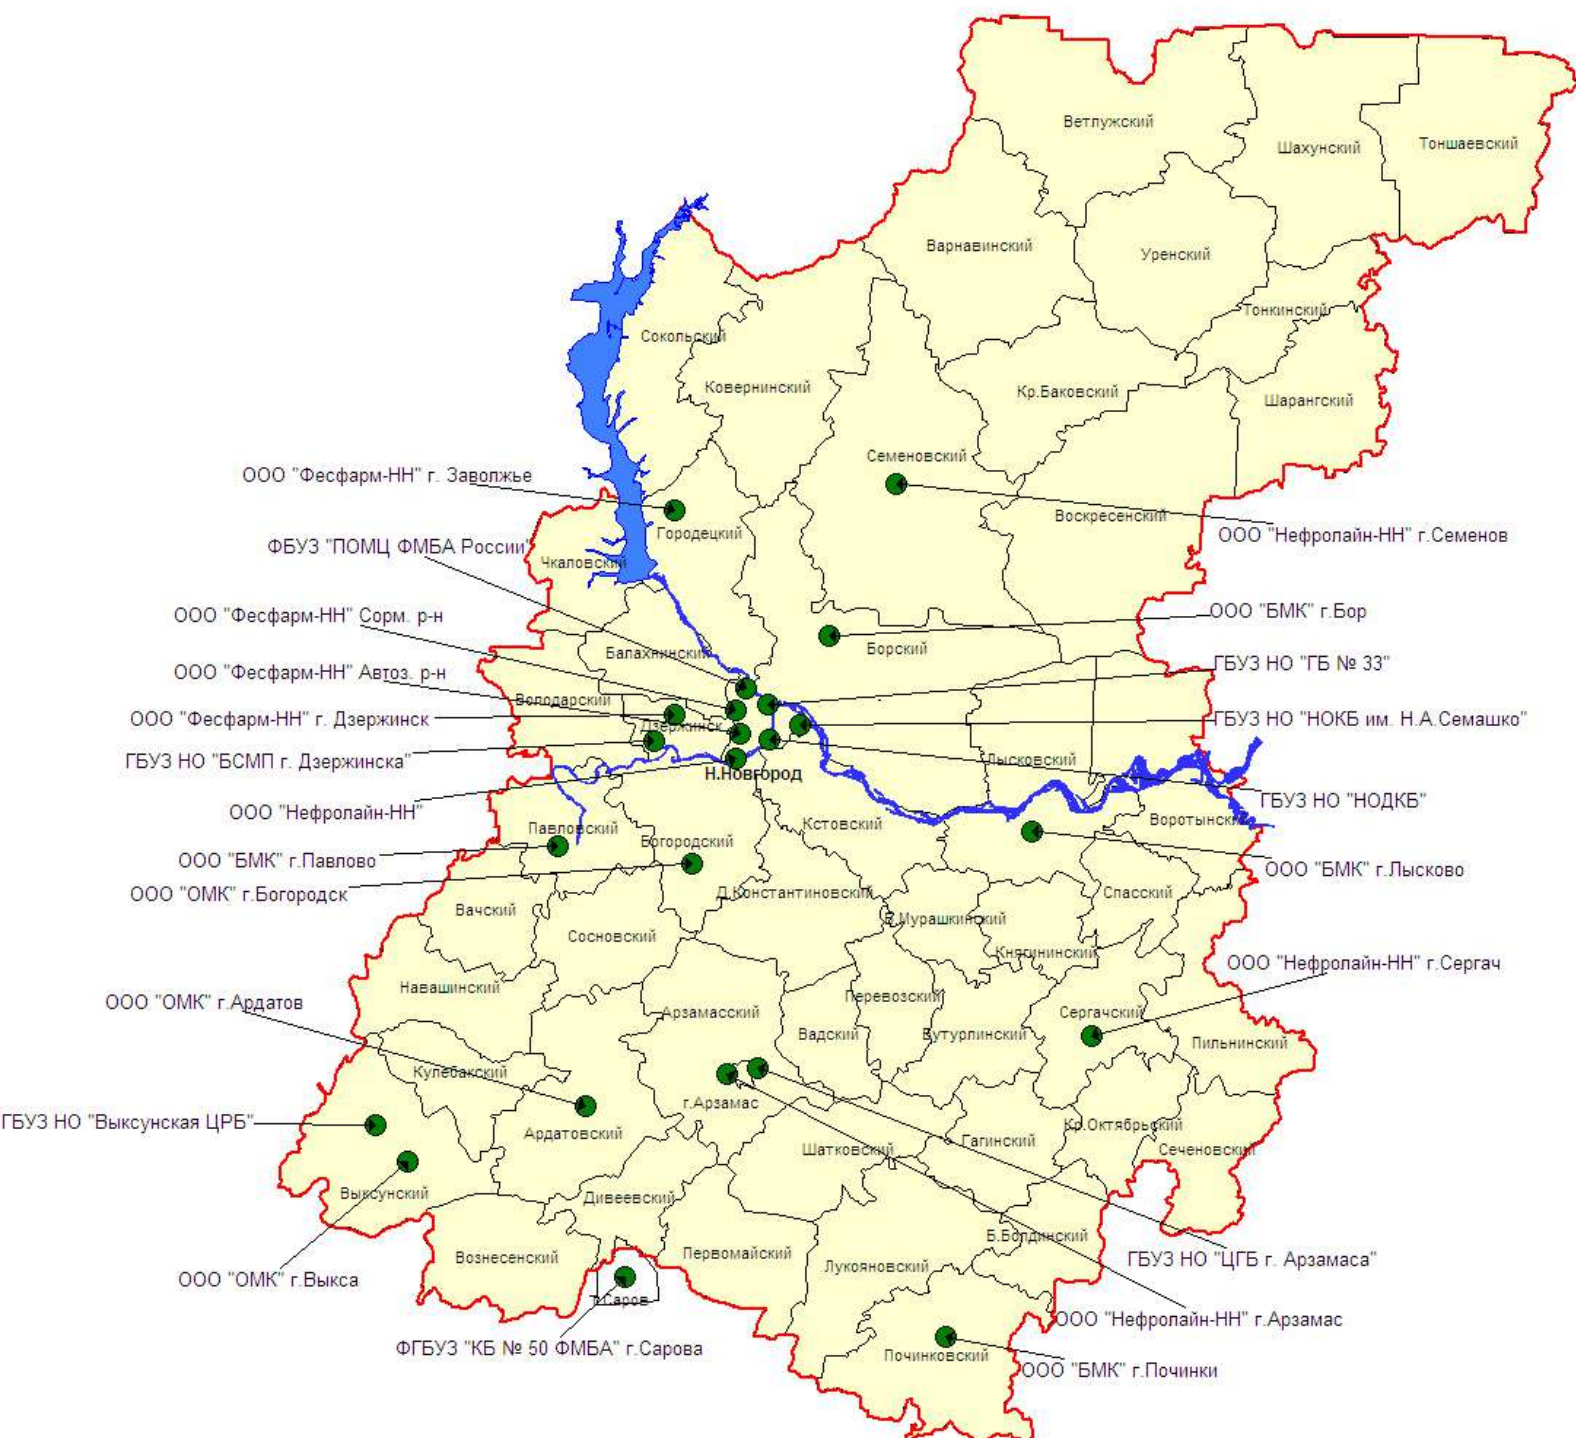 Ветлужский
Шахунский
Тоншаевский
Варнавинский
Уренский
Тонкинский
Сокольский
Ковернинский
Кр.Баковский
Шарангский
Семеновский
ООО "Фесфарм-НН" г. Заволжье
Городецкий
Воскресенский
ООО "Нефролайн-НН" г.Семенов
ФБУЗ "ПОМЦ ФМБА России"
Чкаловский
ООО "Фесфарм-НН" Сорм. р-н
ООО "БМК" г.Бор
Балахнинский
Борский
ГБУЗ НО "ГБ № 33"
ООО "Фесфарм-НН" Автоз. р-н
Володарский
ООО "Фесфарм-НН" г. Дзержинск
Дзержинск
ГБУЗ НО "НОКБ им. Н.А.Семашко"
ГБУЗ НО "БСМП г. Дзержинска"
Лысковский
Н.Новгород
ГБУЗ НО "НОДКБ"
ООО "Нефролайн-НН"
Павловский
Богородский
Кстовский
Воротынский
ООО "БМК" г.Павлово
ООО "БМК" г.Лысково
ООО "ОМК" г.Богородск
Д.Константиновский
Спасский
Вачский
Б.Мурашкинский
Сосновский
Княгининский
ООО "Нефролайн-НН" г.Сергач
Навашинский
Перевозский
ООО "ОМК" г.Ардатов
Арзамасский
Вадский
Бутурлинский
Сергачский
Пильнинский
Кулебакский
г.Арзамас
ГБУЗ НО "Выксунская ЦРБ"
Ардатовский
Шатковский
Гагинский
Кр.Октябрьский
Сеченовский
Выксунский
Дивеевский
Вознесенский
Первомайский
Лукояновский
Б.Болдинский
ГБУЗ НО "ЦГБ г. Арзамаса"
ООО "ОМК" г.Выкса
г.Саров
ООО "Нефролайн-НН" г.Арзамас
ФГБУЗ "КБ № 50 ФМБА" г.Сарова
Починковский
ООО "БМК" г.Починки